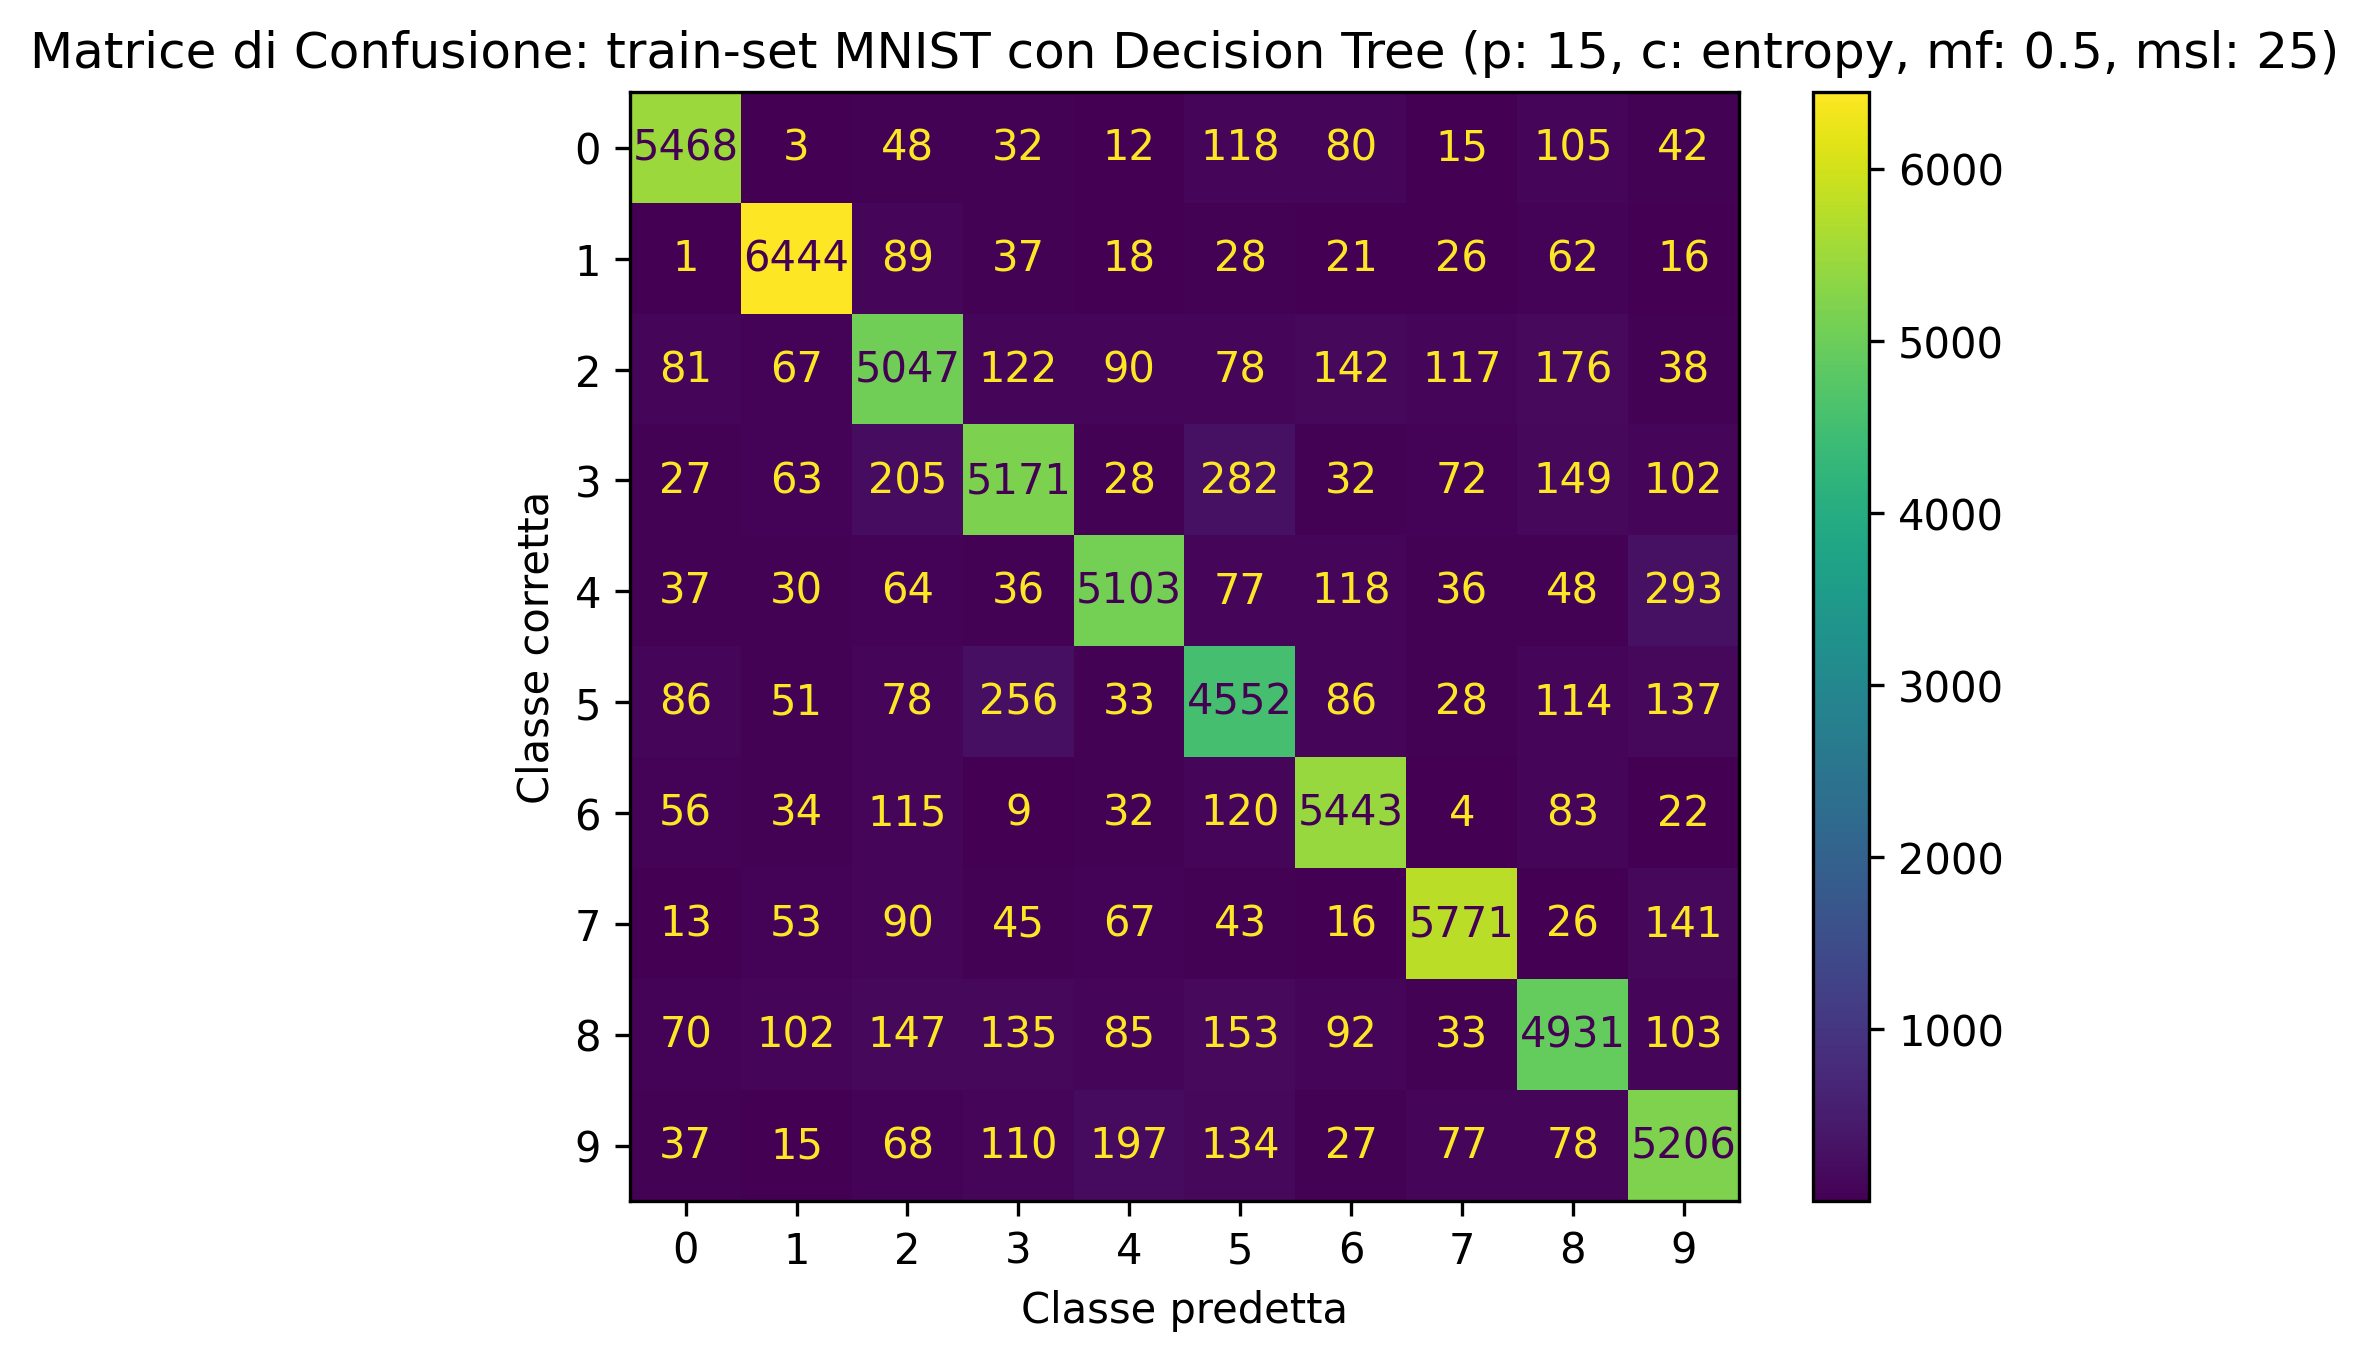 Matrice di Confusione: train-set MNIST con Decision Tree (p: 15, c: entropy, mf: 0.5, msl: 25)
0 5468 3 48 32 12 118 80 15 105 42
1 1 6444 89 37 18 28 21 26 62 16
2 81 67 5047 122 90 78 142 117 176 38
3 27 63 205 5171 28 282 32 72 149 102
4 37 30 64 36 5103 77 118 36 48 293
5 86 51 78 256 33 4552 86 28 114 137
6 56 34 115 9 32 120 5443 4 83 22
7 13 53 90 45 67 43 16 5771 26 141
8 70 102 147 135 85 153 92 33 4931 103
9 37 15 68 110 197 134 27 77 78 5206
0 1 2 3 4 5 6 7 8 9
Classe predetta
Classe corretta
6000
5000
4000
3000
2000
1000